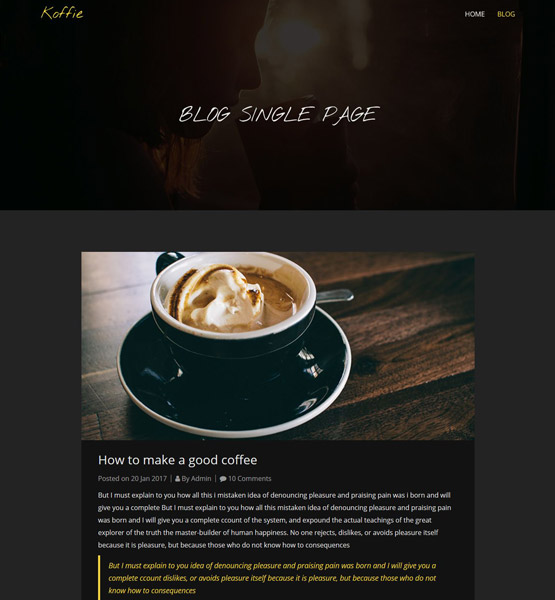 Koffie
HOME BLOG
BLOG SINGLE PAGE
How to make a good coffee
Posted on 20 Jan 2017 | By Admin | 10 Comments
But I must explain to you how all this i mistaken idea of denouncing pleasure and praising pain was i born and will
give you a complete But I must explain to you how all this mistaken idea of denouncing pleasure and praising pain
was born and I will give you a complete ccount of the system, and expound the actual teachings of the great
explorer of the truth the master-builder of human happiness. No one rejects, dislikes, or avoids pleasure itself
because it is pleasure, but because those who do not know how to consequences
But I must explain to you how all this mistaken idea of denouncing pleasure and praising pain was born and I will give you a
complete ccount dislikes, or avoids pleasure itself because it is pleasure, but because those who do not
know how to consequences